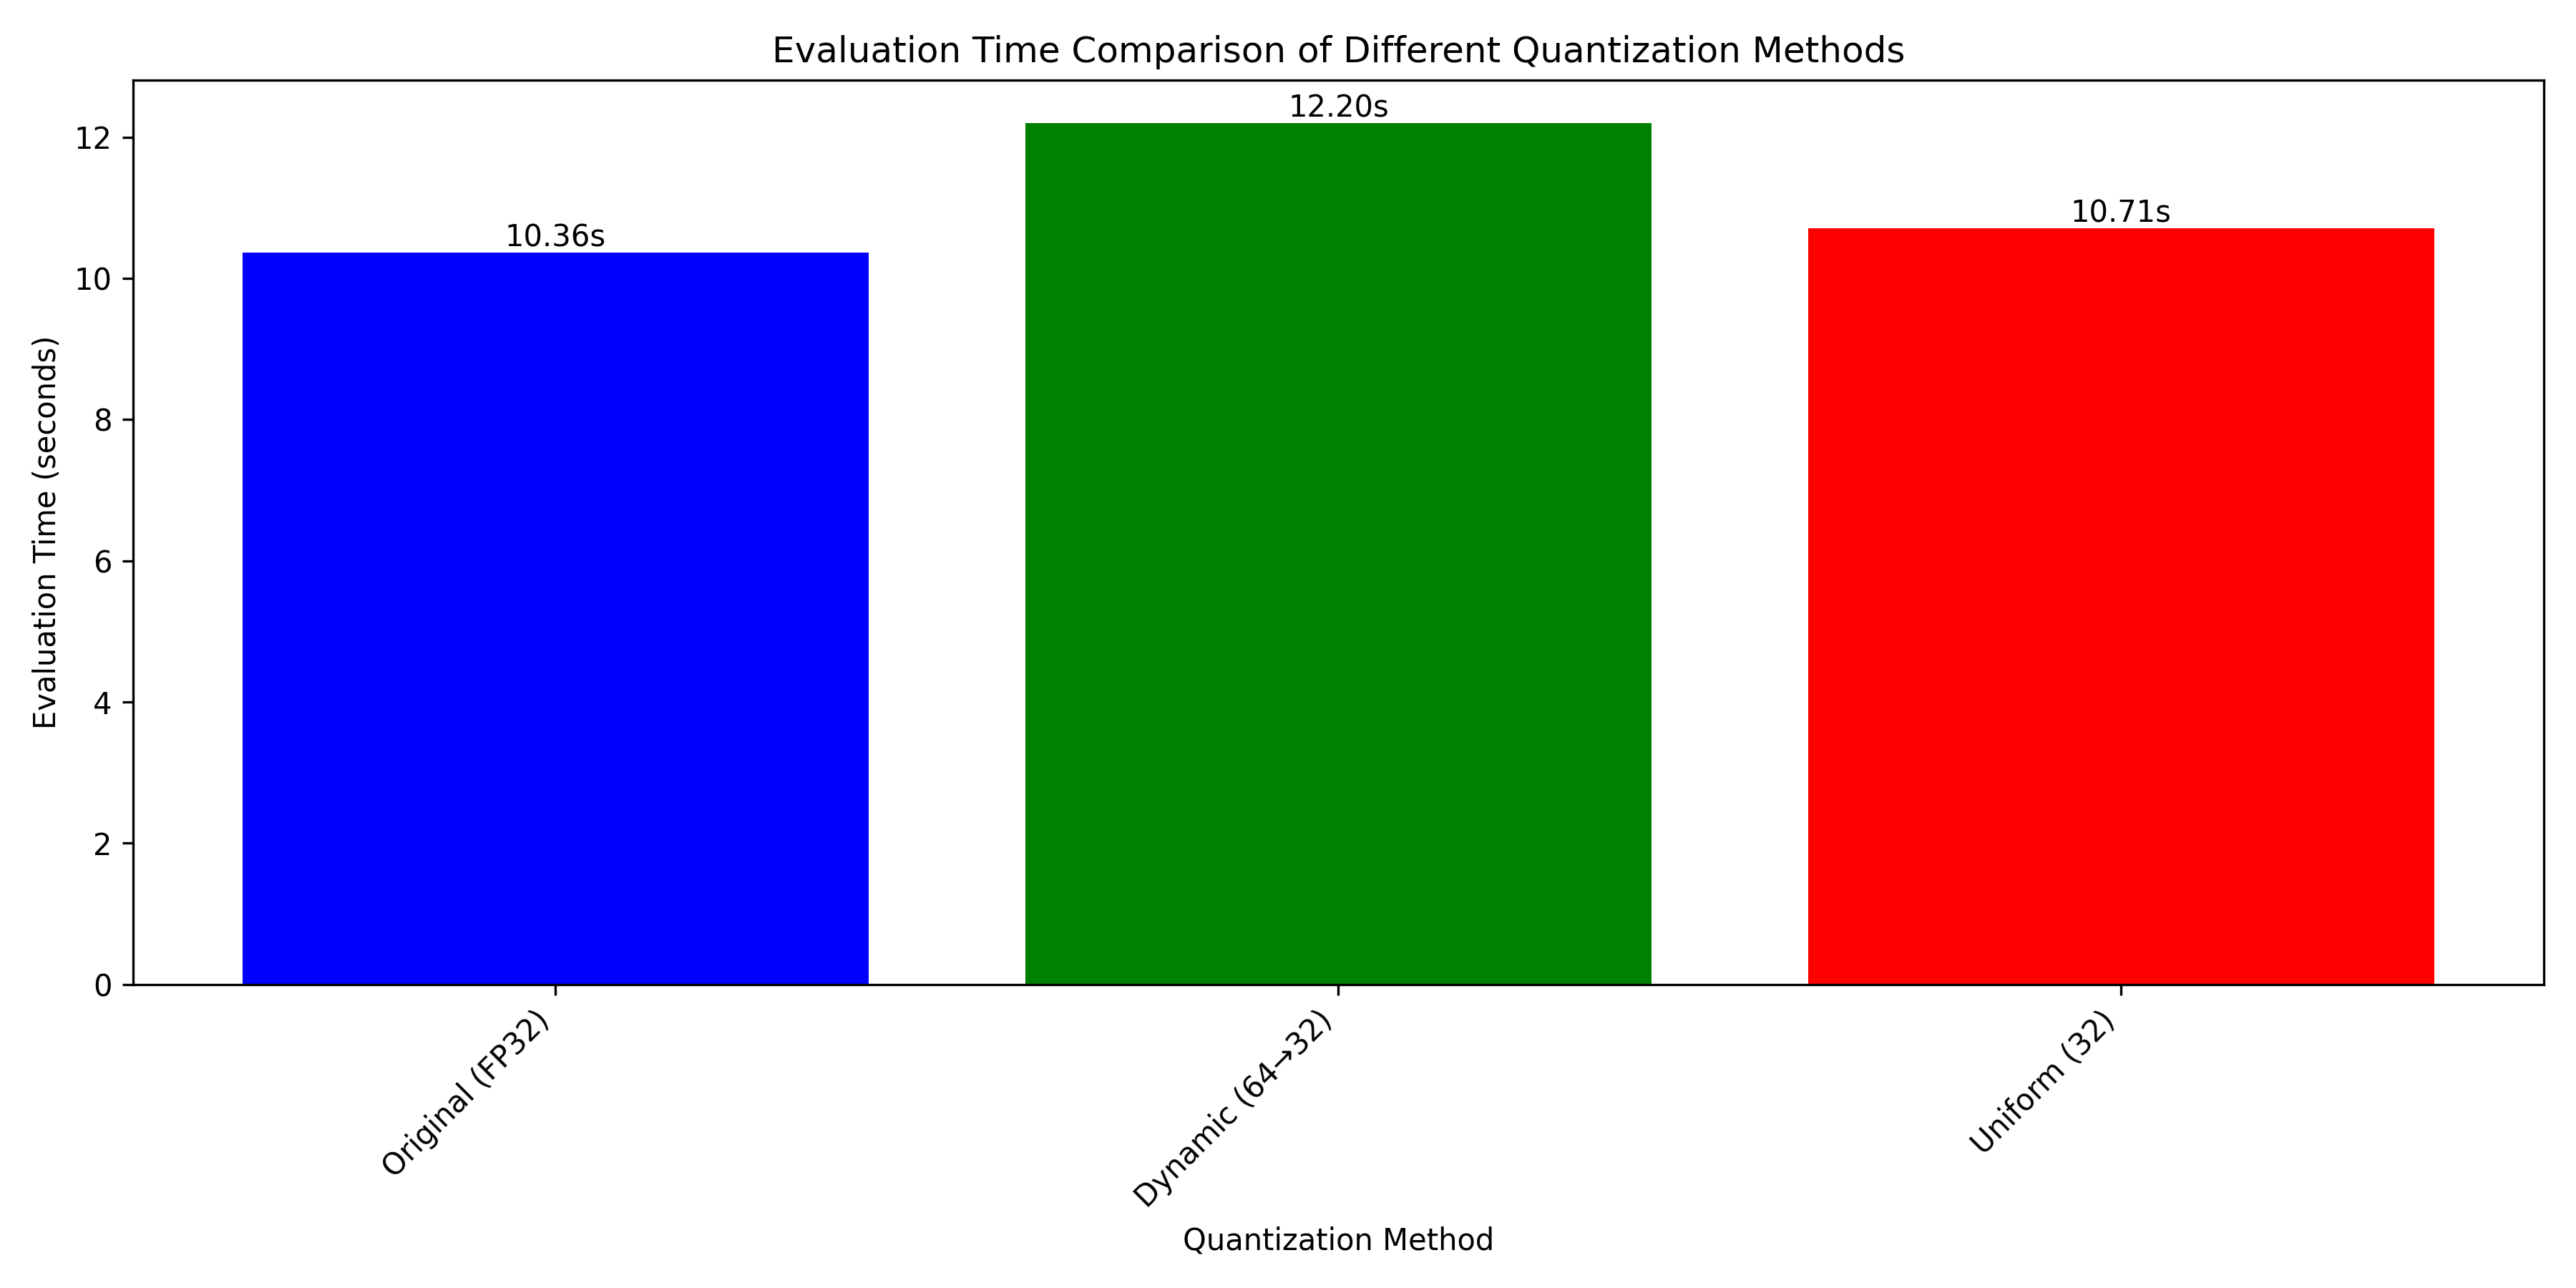 Evaluation Time Comparison of Different Quantization Methods
12.20s
10.71s
10.36s
12
10
8
6
4
2
0
Evaluation Time (seconds)
Original (FP32)
Dynamic (64→32)
Uniform (32)
Quantization Method